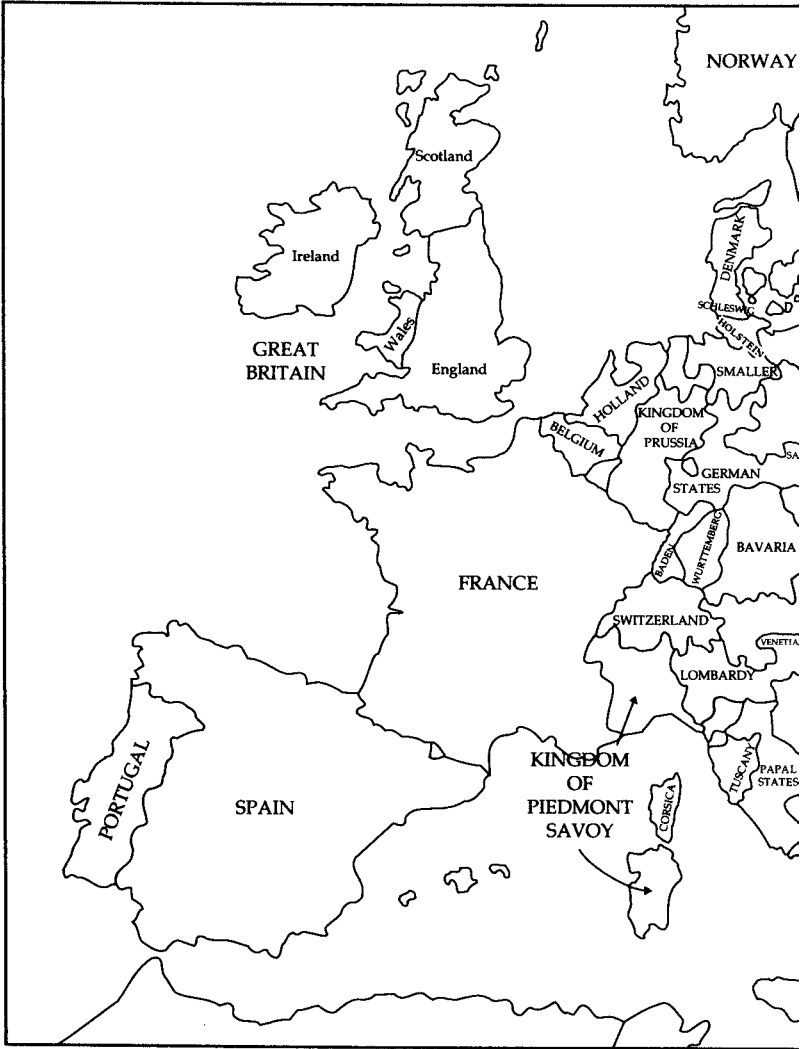 NORWAY
Scotland
Ireland
DENMARK
SCHLESWIG
D
HOLSTEIN
GREAT
BRITAIN
Wales
England
SMALLER
HOLLAND
KINGDOM
OF
PRUSSIA
BELGIUM
SA
GERMAN
STATES
BADEN
WURTTEMBERG
BAVARIA
FRANCE
SWITZERLAND
VENETIA
LOMBARDY
PORTUGAL
SPAIN
KINGDOM
OF
PIEDMONT
SAVOY
CORSICA
TUSCANY
PAPAL
STATES